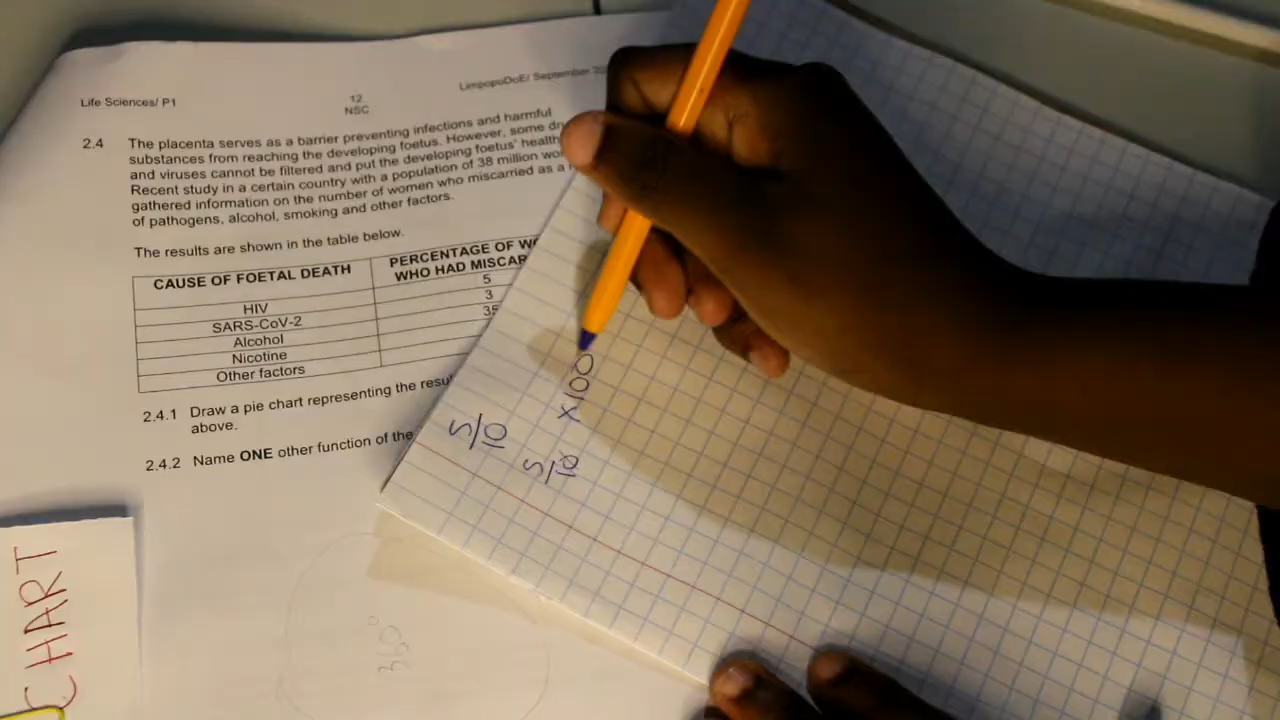 Life Sciences/ P1
12
NSC
LimpopoDoE/ September
2.4 The placenta serves as a barrier preventing infections and harmful
substances from reaching the developing foetus. However, some
and viruses cannot be filtered and put the developing foetus' health
Recent study in a certain country with a population of 38 million
gathered information on the number of women who miscarried as a
of pathogens, alcohol, smoking and other factors.
The results are shown in the table below.
CAUSE OF FOETAL DEATH PERCENTAGE OF
WHO HAD
HIV 5
SARS-CoV-2 3
Alcohol 35
Nicotine
Other factors
2.4.1 Draw a pie chart representing the
above.
2.4.2 Name ONE other function of the
5/10
5/10 x100
CHART
360°